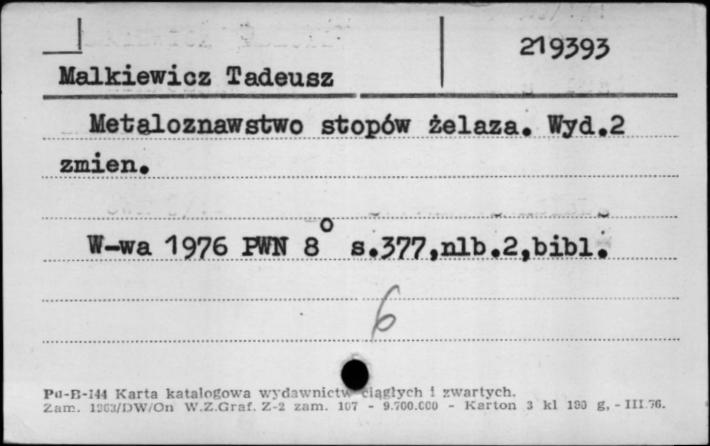 219393
Malkiewicz Tadeusz
Metaloznawstwo stopów żelaza. Wyd.2
zmien.
W-wa 1976 PWN 8° s.377,nlb.2,bibl.
6
Pu-B-144 Karta katalogowa wydawnictw ciągłych i zwartych.
Zam. 1963/DW/On W.Z.Graf. Z-2 zam. 107 - 9.700.000 - Karton 3 kl 180 g, - III.76.